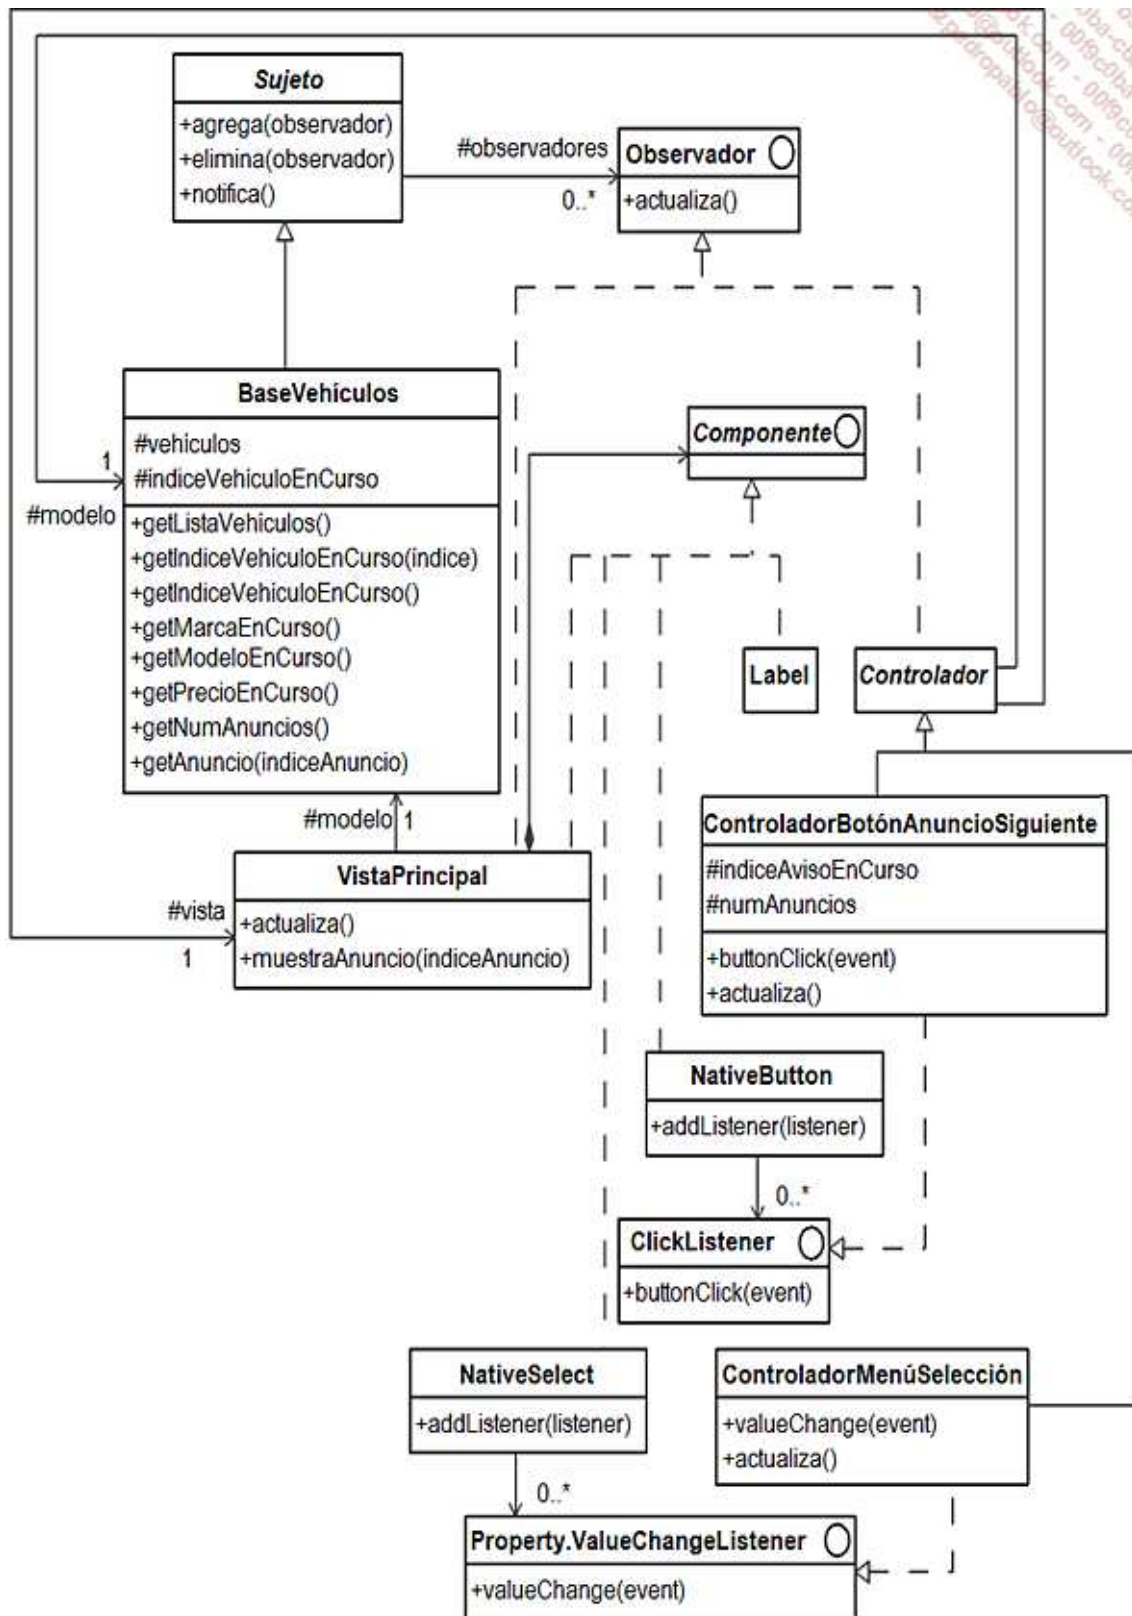 Sujeto
+agrega(observador)
+elimina(observador)
+notifica()
#observadores
0..*
Observador
+actualiza()
BaseVehículos
#vehiculos
#indiceVehiculoEnCurso
+getListaVehiculos()
+getIndiceVehiculoEnCurso(índice)
+getIndiceVehiculoEnCurso()
+getMarcaEnCurso()
+getModeloEnCurso()
+getPrecioEnCurso()
+getNumAnuncios()
+getAnuncio(indiceAnuncio)
1
#modelo
Componente
Label
Controlador
#modelo 1
VistaPrincipal
+actualiza()
+muestraAnuncio(indiceAnuncio)
#vista
1
ControladorBotónAnuncioSiguiente
#indiceAvisoEnCurso
#numAnuncios
+buttonClick(event)
+actualiza()
NativeButton
+addListener(listener)
0..*
ClickListener
+buttonClick(event)
NativeSelect
+addListener(listener)
0..*
ControladorMenúSelección
+valueChange(event)
+actualiza()
Property.ValueChangeListener
+valueChange(event)